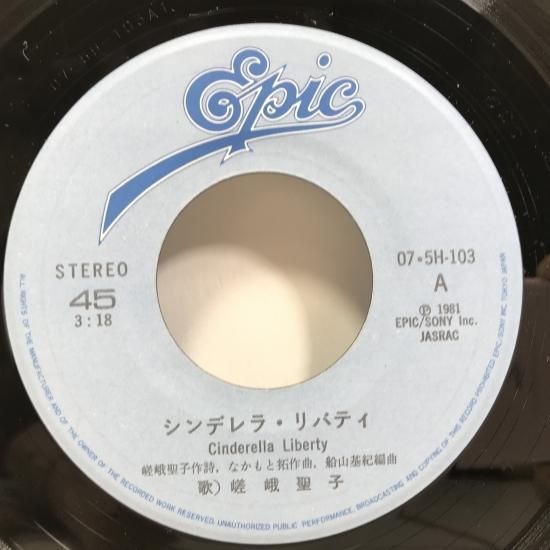 07.5H-103A1
Epic
STEREO
45
3:18
07・5H-103
A
Ⓟ 1981
EPIC/SONY Inc.
JASRAC
シンデレラ・リバティ
Cinderella Liberty
嵯峨聖子作詩, なかもと拓作曲, 船山基紀編曲
歌) 嵯峨聖子
ALL RIGHTS OF THE MANUFACTURER AND OF THE OWNER OF THE RECORDED WORK RESERVED. UNAUTHORIZED PUBLIC PERFORMANCE, BROADCASTING AND COPYING OF THIS RECORD PROHIBITED EPIC/SONY INC. TOKYO JAPAN